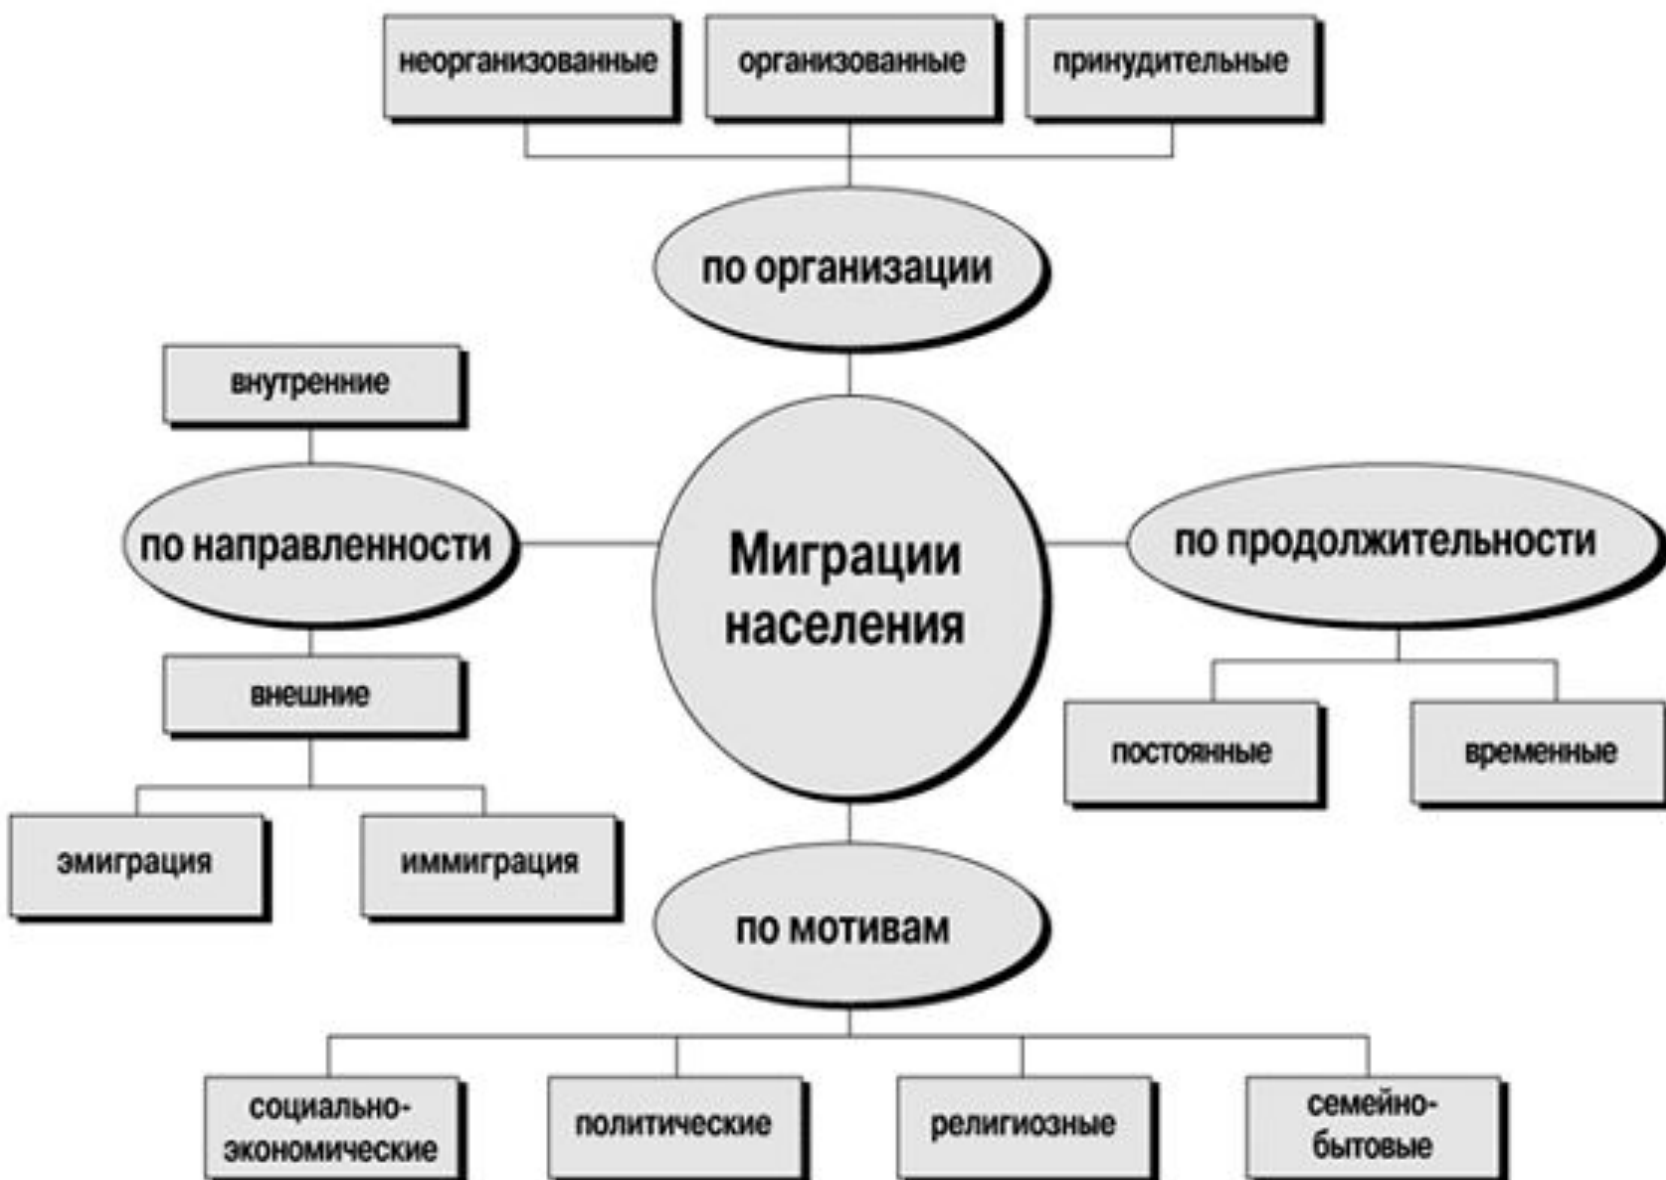 неорганизованные
организованные
принудительные
по организации
внутренние
по направленности
внешние
эмиграция
иммиграция
Миграции
населения
по продолжительности
постоянные
временные
по мотивам
социально-
экономические
политические
религиозные
семейно-
бытовые